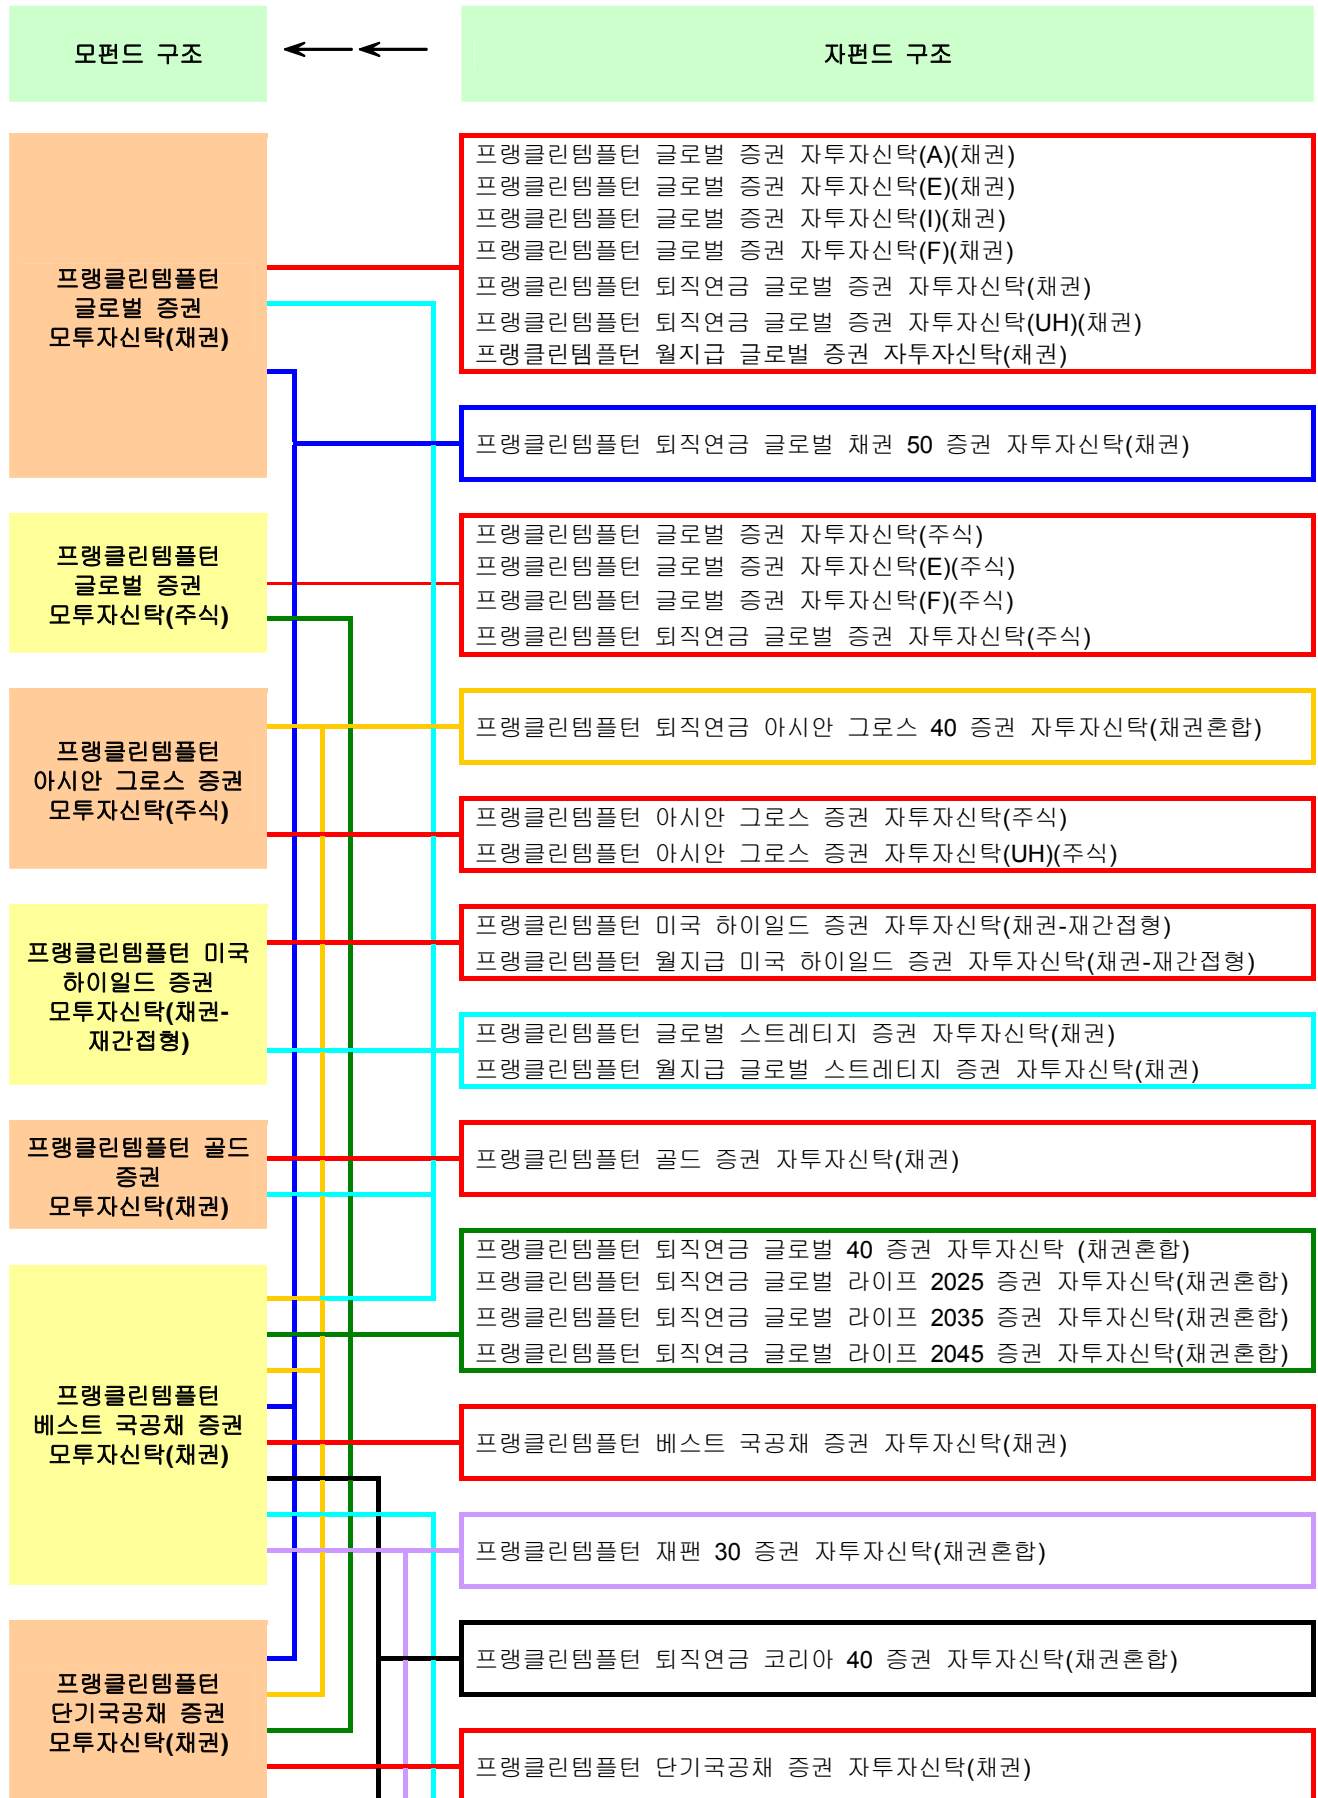 모펀드 구조
자펀드 구조
프랭클린템플턴
글로벌 증권
모투자신탁(채권)
프랭클린템플턴 글로벌 증권 자투자신탁(A)(채권)
프랭클린템플턴 글로벌 증권 자투자신탁(E)(채권)
프랭클린템플턴 글로벌 증권 자투자신탁(I)(채권)
프랭클린템플턴 글로벌 증권 자투자신탁(F)(채권)
프랭클린템플턴 퇴직연금 글로벌 증권 자투자신탁(채권)
프랭클린템플턴 퇴직연금 글로벌 증권 자투자신탁(UH)(채권)
프랭클린템플턴 월지급 글로벌 증권 자투자신탁(채권)
프랭클린템플턴 퇴직연금 글로벌 채권 50 증권 자투자신탁(채권)
프랭클린템플턴
글로벌 증권
모투자신탁(주식)
프랭클린템플턴 글로벌 증권 자투자신탁(주식)
프랭클린템플턴 글로벌 증권 자투자신탁(E)(주식)
프랭클린템플턴 글로벌 증권 자투자신탁(F)(주식)
프랭클린템플턴 퇴직연금 글로벌 증권 자투자신탁(주식)
프랭클린템플턴
아시안 그로스 증권
모투자신탁(주식)
프랭클린템플턴 퇴직연금 아시안 그로스 40 증권 자투자신탁(채권혼합)
프랭클린템플턴 아시안 그로스 증권 자투자신탁(주식)
프랭클린템플턴 아시안 그로스 증권 자투자신탁(UH)(주식)
프랭클린템플턴 미국
하이일드 증권
모투자신탁(채권-
재간접형)
프랭클린템플턴 미국 하이일드 증권 자투자신탁(채권-재간접형)
프랭클린템플턴 월지급 미국 하이일드 증권 자투자신탁(채권-재간접형)
프랭클린템플턴 글로벌 스트레티지 증권 자투자신탁(채권)
프랭클린템플턴 월지급 글로벌 스트레티지 증권 자투자신탁(채권)
프랭클린템플턴 골드
증권
모투자신탁(채권)
프랭클린템플턴 골드 증권 자투자신탁(채권)
프랭클린템플턴 퇴직연금 글로벌 40 증권 자투자신탁 (채권혼합)
프랭클린템플턴 퇴직연금 글로벌 라이프 2025 증권 자투자신탁(채권혼합)
프랭클린템플턴 퇴직연금 글로벌 라이프 2035 증권 자투자신탁(채권혼합)
프랭클린템플턴 퇴직연금 글로벌 라이프 2045 증권 자투자신탁(채권혼합)
프랭클린템플턴
베스트 국공채 증권
모투자신탁(채권)
프랭클린템플턴 베스트 국공채 증권 자투자신탁(채권)
프랭클린템플턴 재팬 30 증권 자투자신탁(채권혼합)
프랭클린템플턴 퇴직연금 코리아 40 증권 자투자신탁(채권혼합)
프랭클린템플턴
단기국공채 증권
모투자신탁(채권)
프랭클린템플턴 단기국공채 증권 자투자신탁(채권)